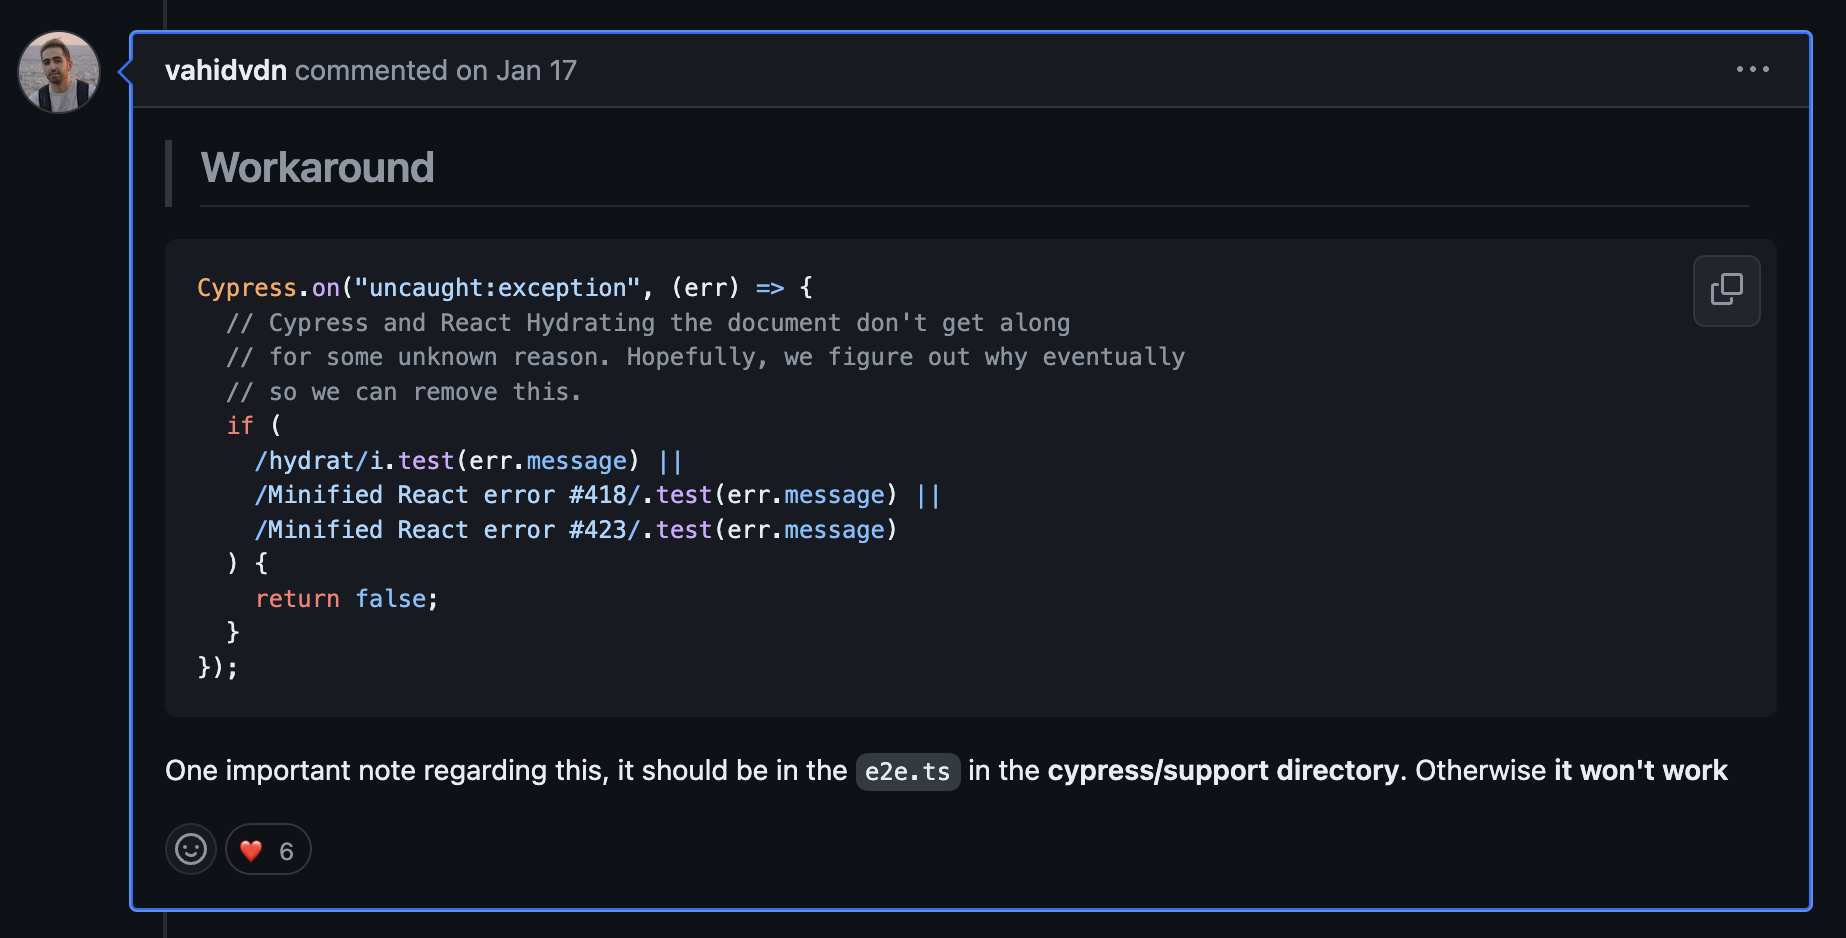 vahidvdn commented on Jan 17
Workaround
Cypress.on("uncaught:exception", (err) => {
  // Cypress and React Hydrating the document don't get along
  // for some unknown reason. Hopefully, we figure out why eventually
  // so we can remove this.
  if (
    /hydrat/i.test(err.message) ||
    /Minified React error #418/.test(err.message) ||
    /Minified React error #423/.test(err.message)
  ) {
    return false;
  }
});
One important note regarding this, it should be in the e2e.ts in the cypress/support directory. Otherwise it won't work
6